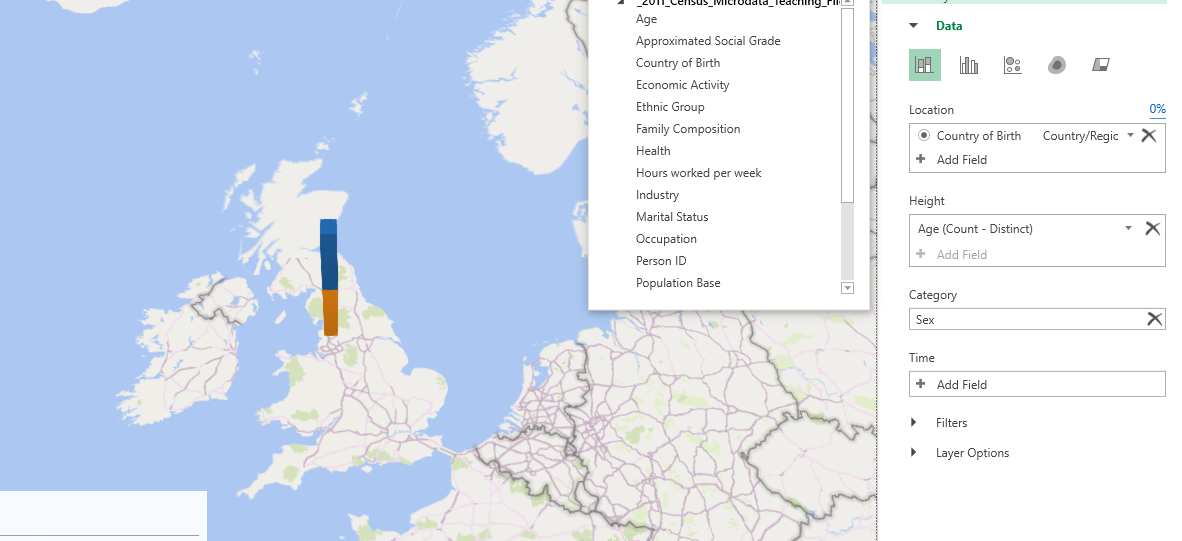 _2011_Census_Microdata_Teaching_Fil
Age
Approximated Social Grade
Country of Birth
Economic Activity
Ethnic Group
Family Composition
Health
Hours worked per week
Industry
Marital Status
Occupation
Person ID
Population Base
Data
Location 0%
Country of Birth Country/Regic
Add Field
Height
Age (Count - Distinct)
Add Field
Category
Sex
Time
Add Field
Filters
Layer Options